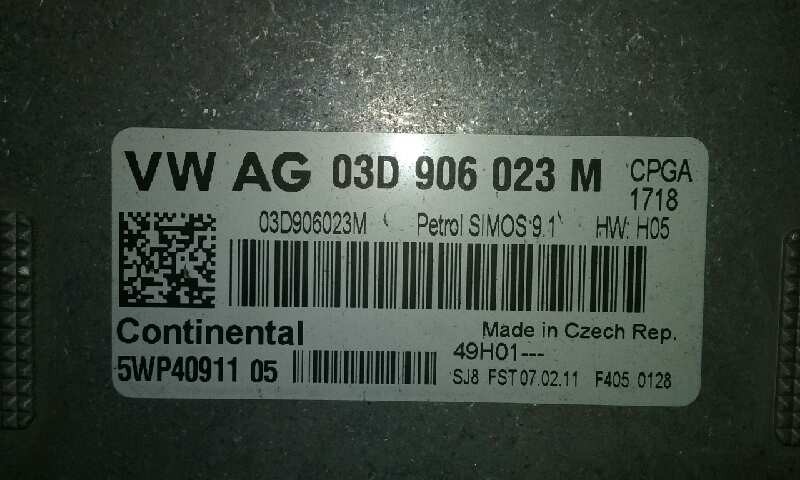 VW AG 03D 906 023 M CPGA
1718
03D906023M Petrol SIMOS 9.1 HW: H05
Continental Made in Czech Rep.
49H01---
5WP40911 05 SJ8 FST 07.02.11 F405 0128